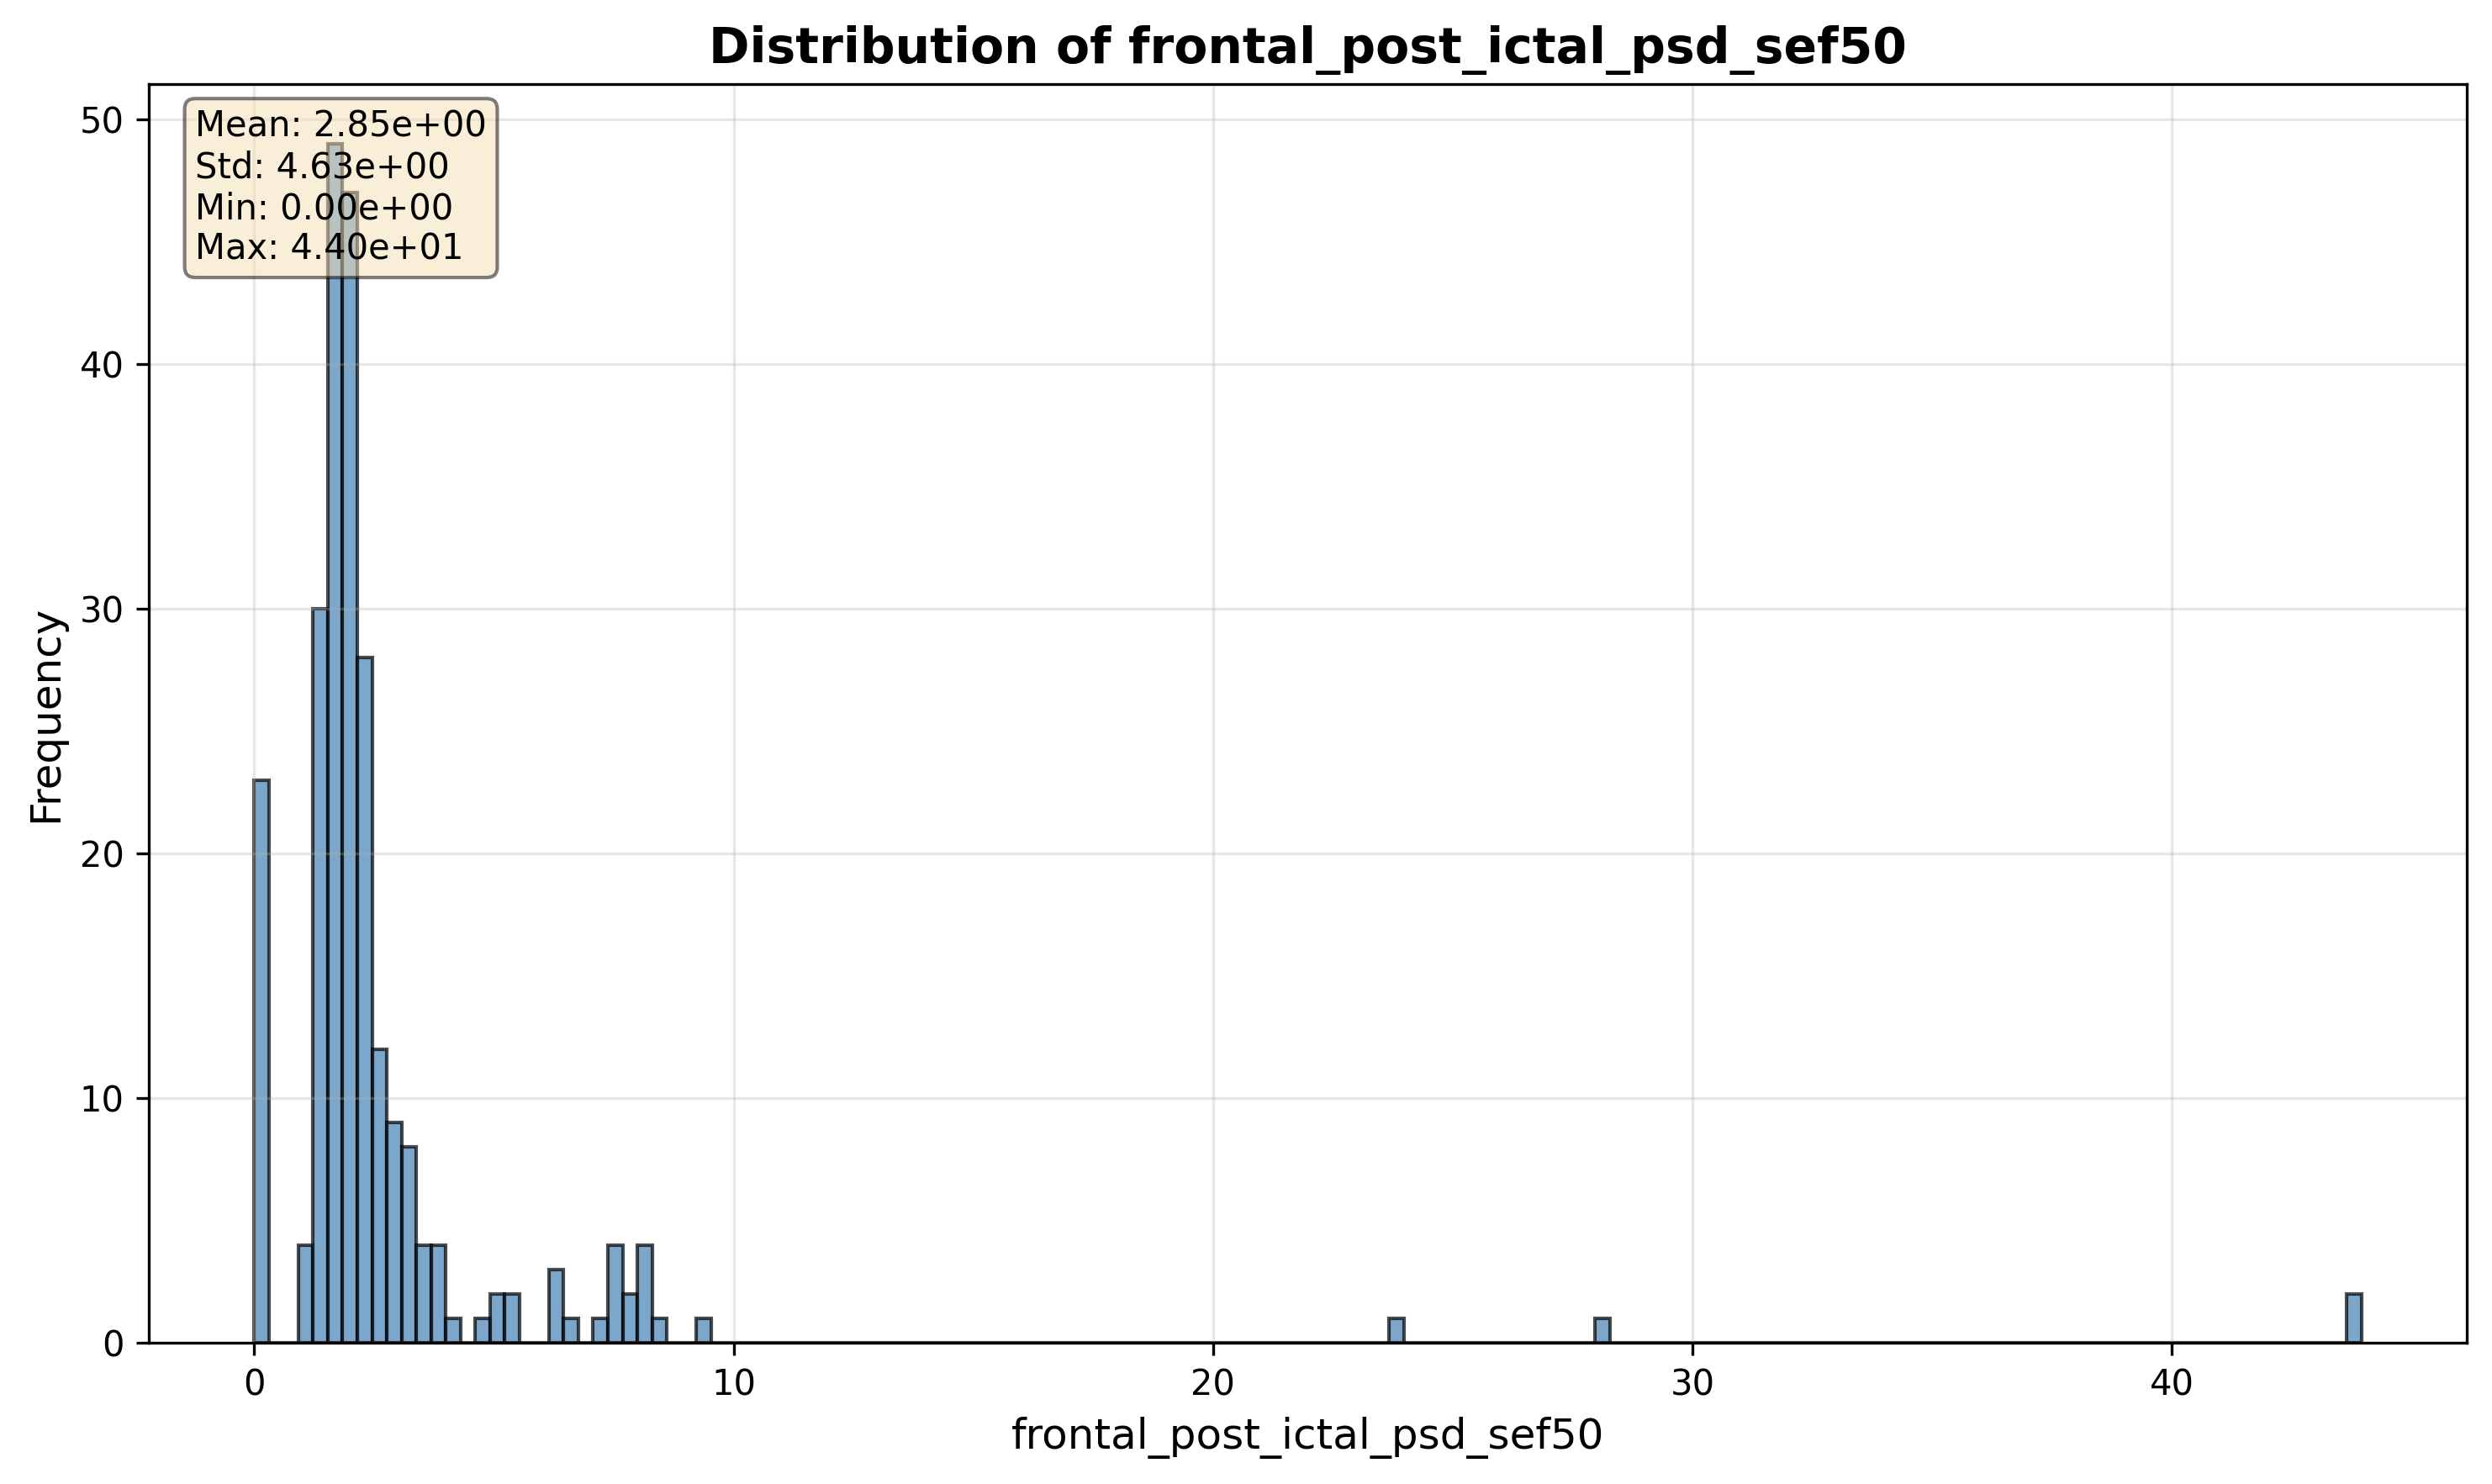 Distribution of frontal_post_ictal_psd_sef50
Mean: 2.85e+00
Std: 4.63e+00
Min: 0.00e+00
Max: 4.40e+01
50
40
30
20
10
0
Frequency
0 10 20 30 40
frontal_post_ictal_psd_sef50